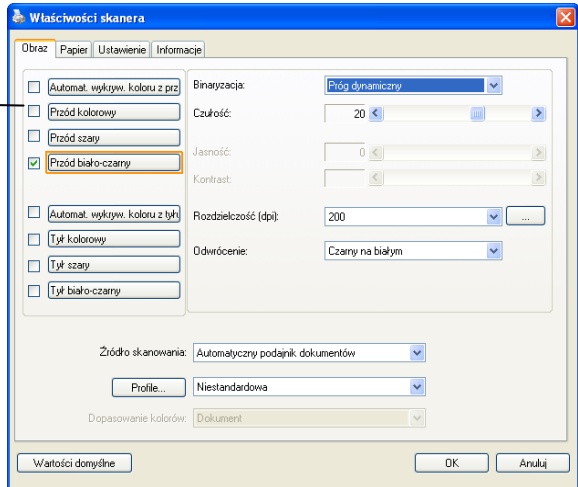 Właściwości skanera
Obraz Papier Ustawienie Informacje
Automat. wykryw. koloru z prz
Przód kolorowy
Przód szary
Przód biało-czarny
Automat. wykryw. koloru z tyłu
Tył kolorowy
Tył szary
Tył biało-czarny
Binaryzacja: Próg dynamiczny
Czułość: 20
Jasność: 0
Kontrast:
Rozdzielczość (dpi): 200 ...
Odwrócenie: Czarny na białym
Źródło skanowania: Automatyczny podajnik dokumentów
Profile... Niestandardowa
Dopasowanie kolorów: Dokument
Wartości domyślne OK Anuluj